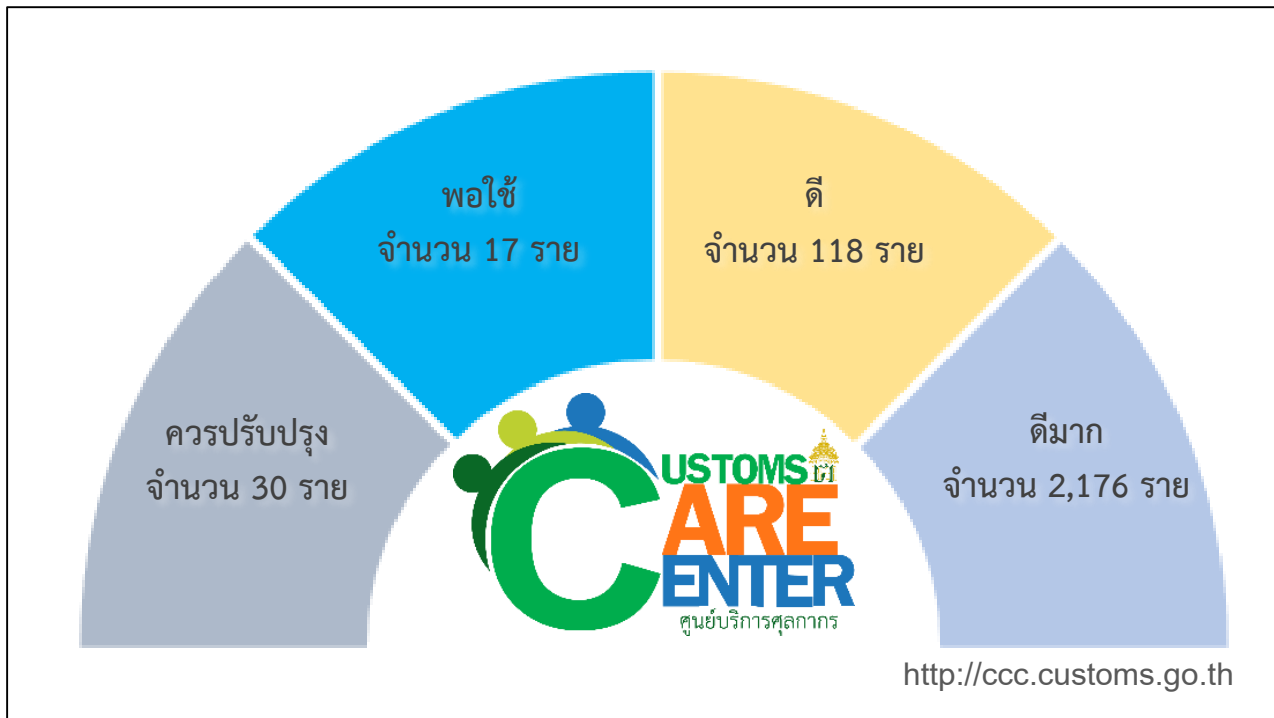 พอใช้
จำนวน 17 ราย
ดี
จำนวน 118 ราย
ควรปรับปรุง
จำนวน 30 ราย
ดีมาก
จำนวน 2,176 ราย
CUSTOMS
CARE
CENTER
ศูนย์บริการศุลกากร
http://ccc.customs.go.th